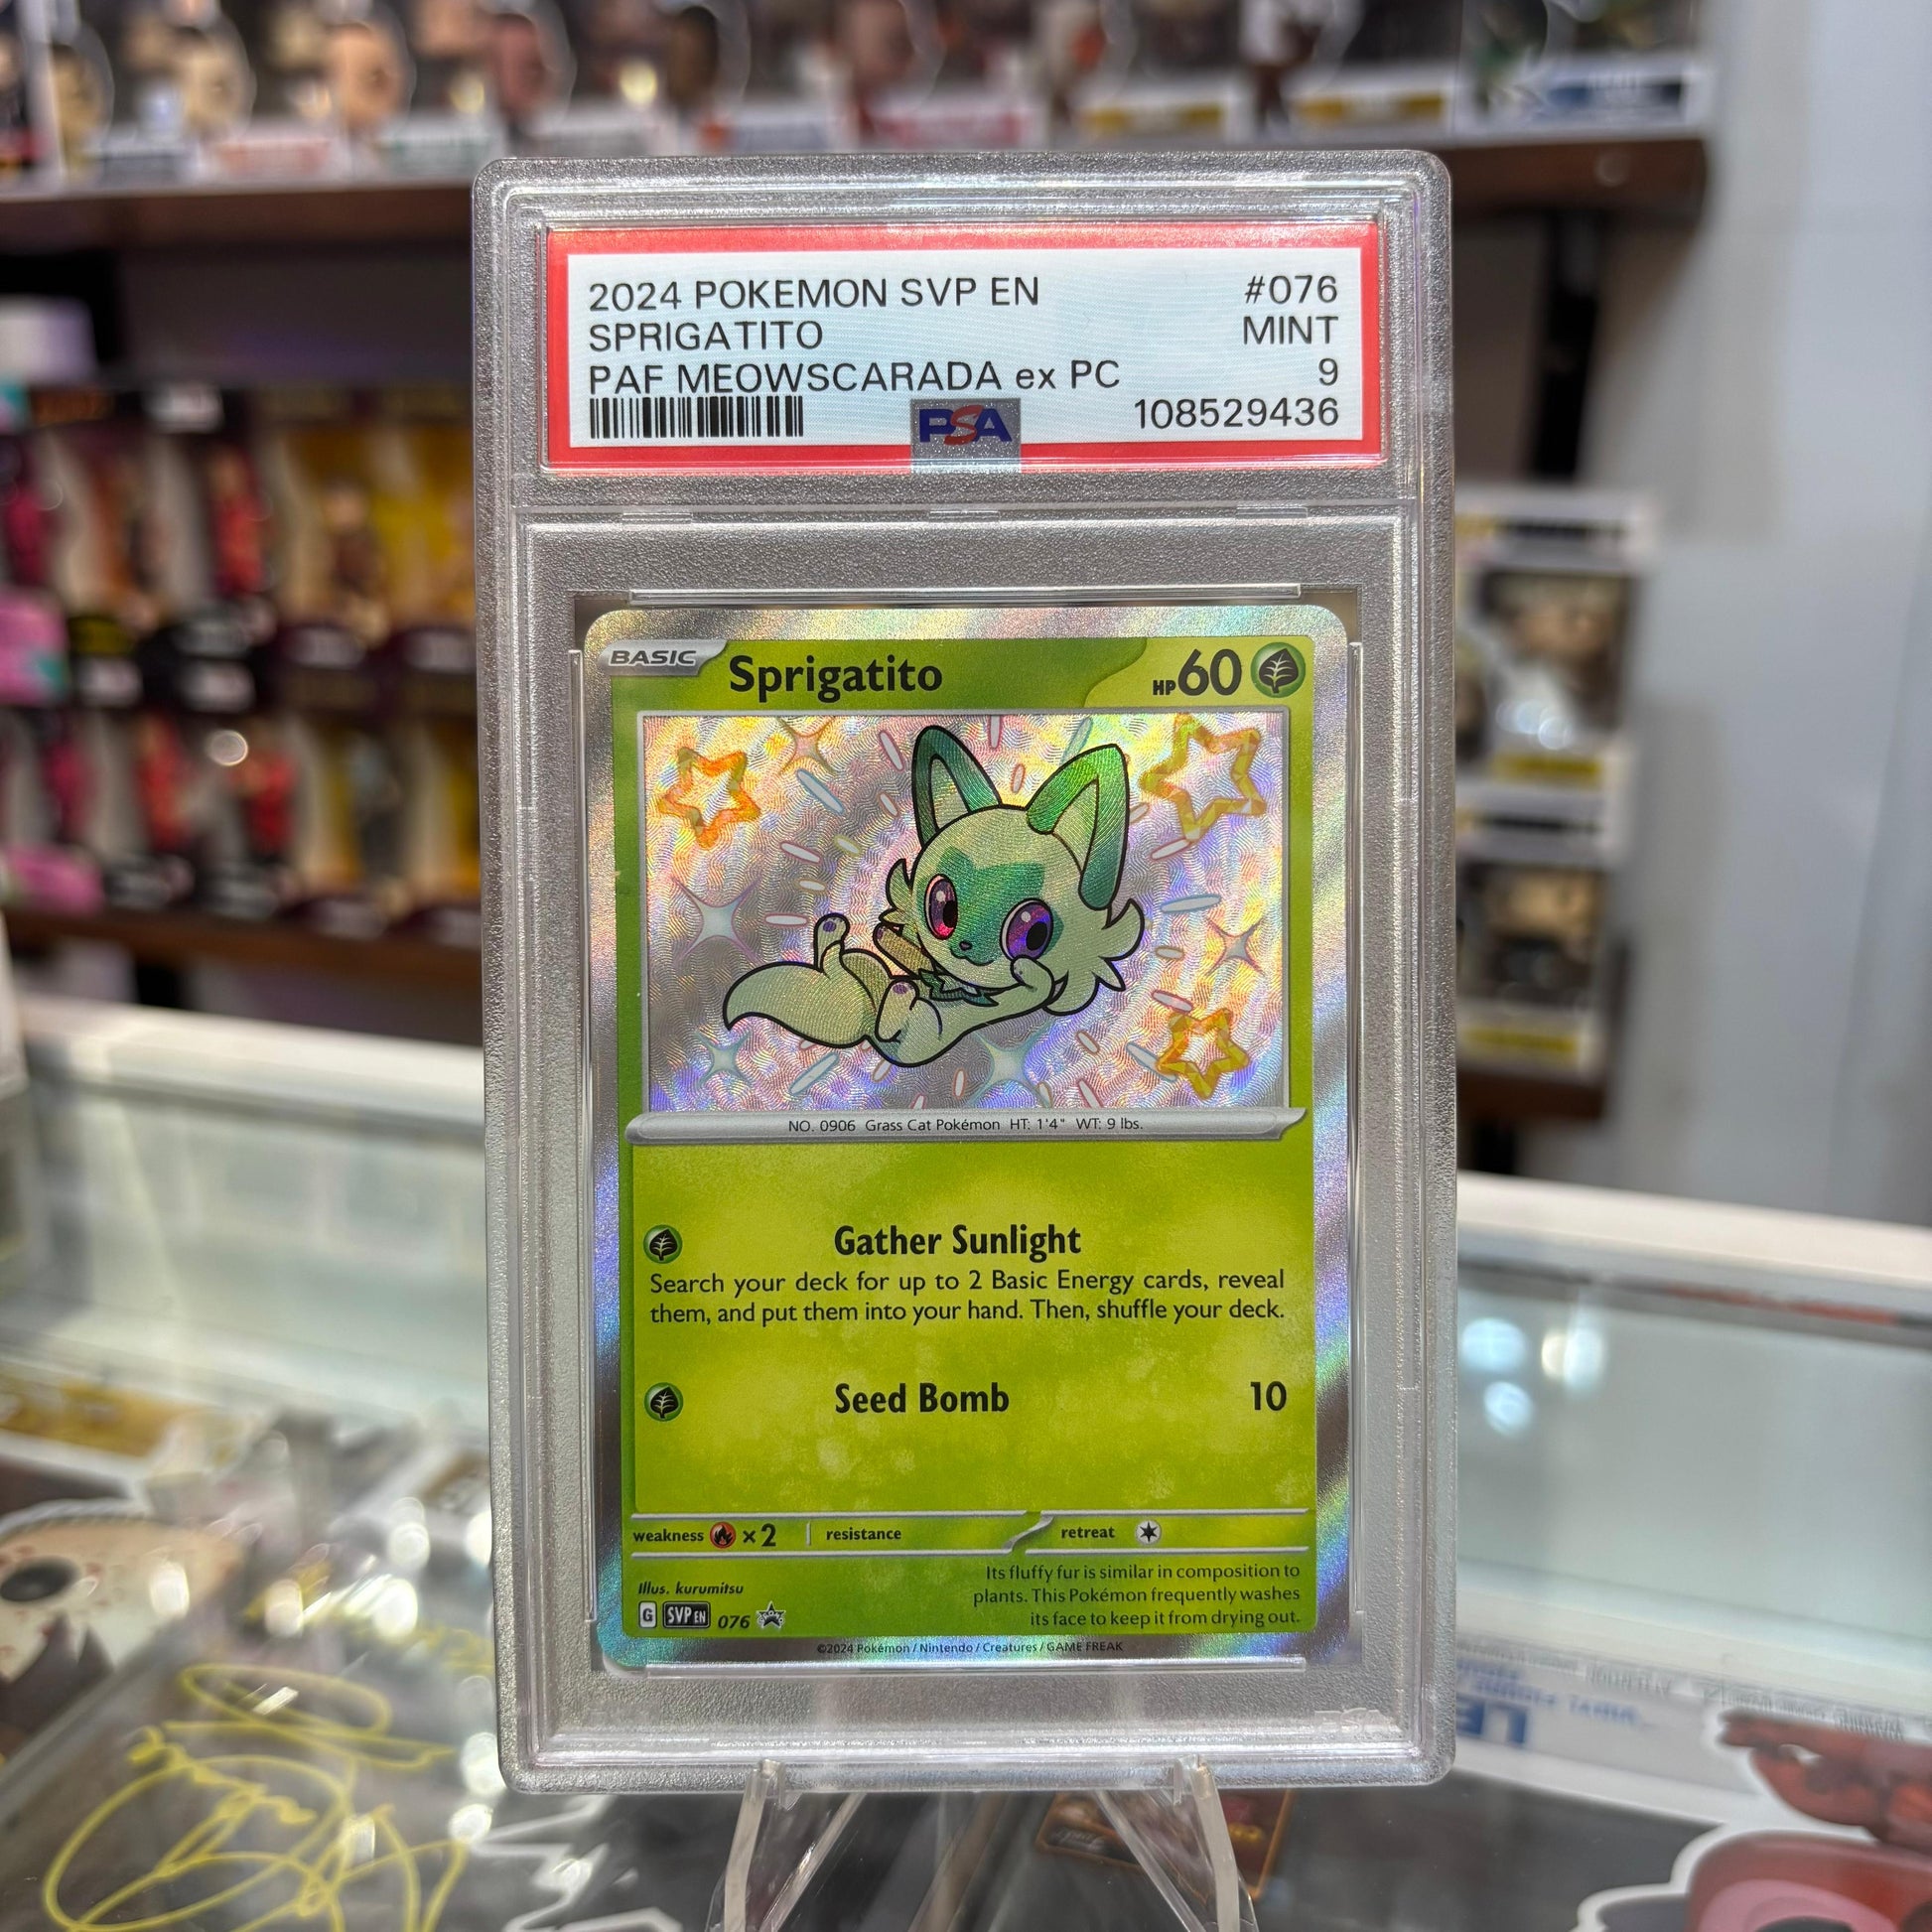 2024 POKEMON SVP EN #076
SPRIGATITO MINT
PAF MEOWSCARADA ex PC 9
PSA 108529436
BASIC Sprigatito HP 60
NO. 0906 Grass Cat Pokémon HT: 1'4" WT: 9 lbs.
Gather Sunlight
Search your deck for up to 2 Basic Energy cards, reveal
them, and put them into your hand. Then, shuffle your deck.
Seed Bomb 10
weakness ×2 resistance retreat
Its fluffy fur is similar in composition to
plants. This Pokémon frequently washes
its face to keep it from drying out.
Illus. kurumitsu
G SVP EN 076
©2024 Pokémon / Nintendo / Creatures / GAME FREAK